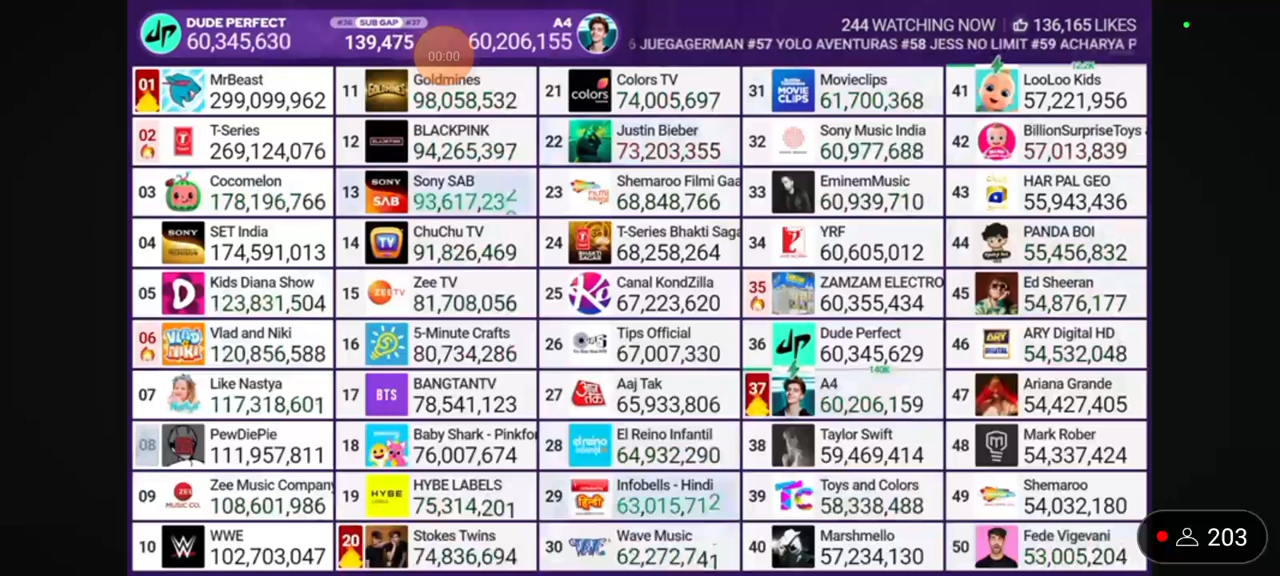 DUDE PERFECT
60,345,630
#36 SUB GAP #37
139,475
A4
60,206,155
244 WATCHING NOW 136,165 LIKES
6 JUEGAGERMAN #57 YOLO AVENTURAS #58 JESS NO LIMIT #59 ACHARYA P
00:00
01 MrBeast
299,099,962
02 T-Series
269,124,076
03 Cocomelon
178,196,766
04 SET India
174,591,013
05 Kids Diana Show
123,831,504
06 Vlad and Niki
120,856,588
07 Like Nastya
117,318,601
08 PewDiePie
111,957,811
09 Zee Music Company
108,601,986
10 WWE
102,703,047
11 Goldmines
98,058,532
12 BLACKPINK
94,265,397
13 Sony SAB
93,617,23
14 ChuChu TV
91,826,469
15 Zee TV
81,708,056
16 5-Minute Crafts
80,734,286
17 BANGTANTV
78,541,123
18 Baby Shark - Pinkfo
76,007,674
19 HYBE LABELS
75,314,201
20 Stokes Twins
74,836,694
21 Colors TV
74,005,697
22 Justin Bieber
73,203,355
23 Shemaroo Filmi Gaa
68,848,766
24 T-Series Bhakti Saga
68,258,264
25 Canal KondZilla
67,223,620
26 Tips Official
67,007,330
27 Aaj Tak
65,933,806
28 El Reino Infantil
64,932,290
29 Infobells - Hindi
63,015,712
30 Wave Music
62,272,741
31 Movieclips
61,700,368
32 Sony Music India
60,977,688
33 EminemMusic
60,939,710
34 YRF
60,605,012
35 ZAMZAM ELECTRO
60,355,434
36 Dude Perfect
60,345,629
140K
37 A4
60,206,159
38 Taylor Swift
59,469,414
39 Toys and Colors
58,338,488
40 Marshmello
57,234,130
41 LooLoo Kids
57,221,956
42 BillionSurpriseToys
57,013,839
43 HAR PAL GEO
55,943,436
44 PANDA BOI
55,456,832
45 Ed Sheeran
54,876,177
46 ARY Digital HD
54,532,048
47 Ariana Grande
54,427,405
48 Mark Rober
54,337,424
49 Shemaroo
54,032,180
50 Fede Vigevani
53,005,204
203